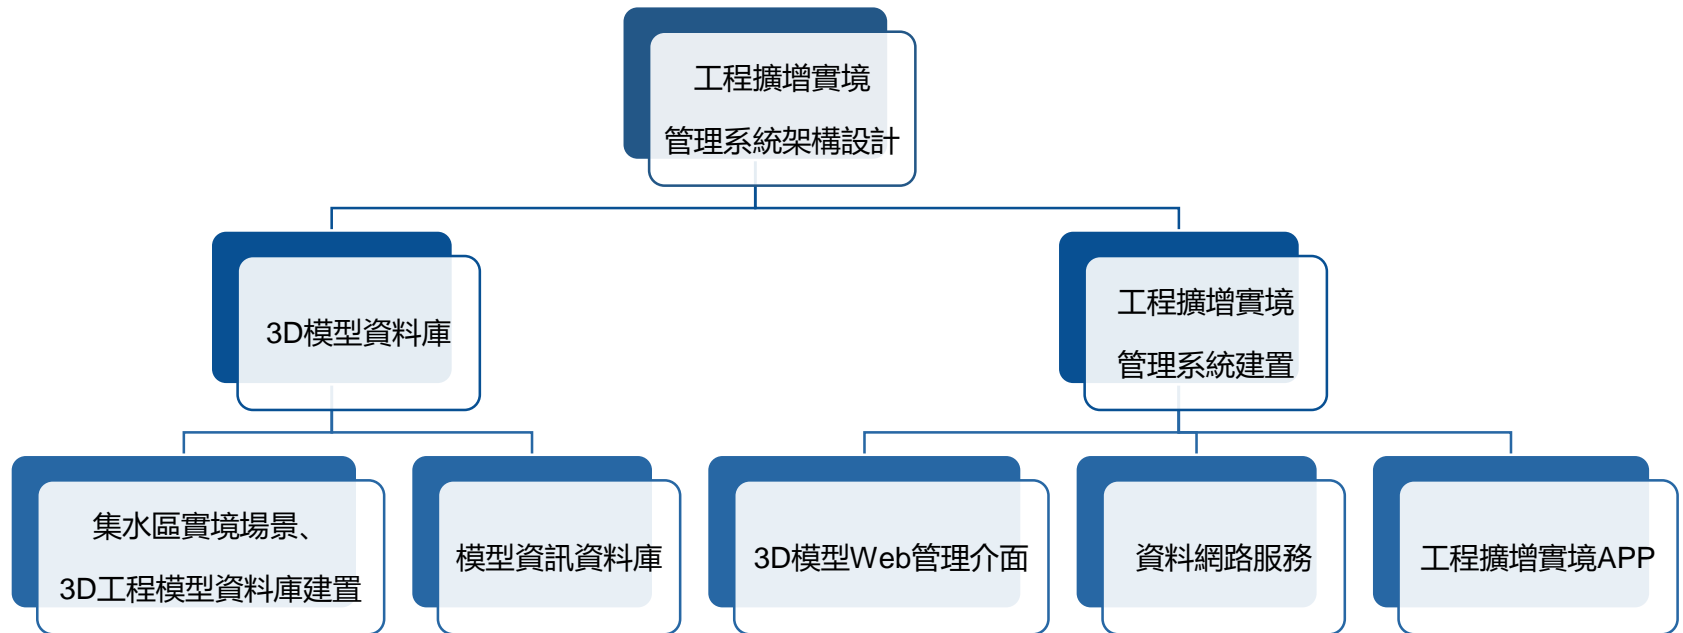 工程擴增實境
管理系統架構設計
3D模型資料庫
工程擴增實境
管理系統建置
集水區實境場景、
3D工程模型資料庫建置
模型資訊資料庫
3D模型Web管理介面
資料網路服務
工程擴增實境APP